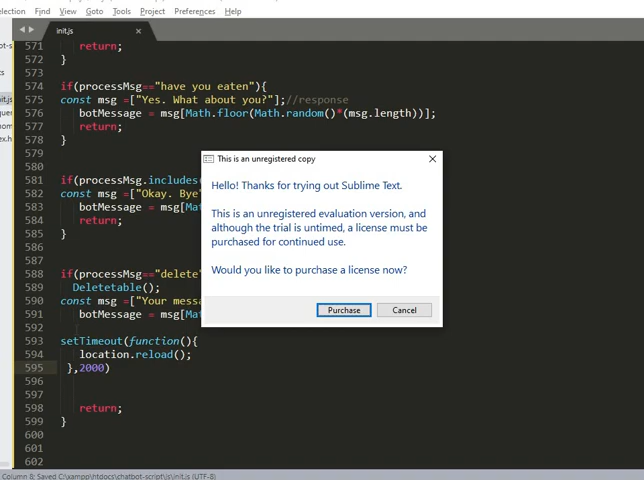 election Find View Goto Tools Project Preferences Help
init.js ×
571 return;
572 }
573
574 if(processMsg=="have you eaten"){
575 const msg =["Yes. What about you?"];//response
576 botMessage = msg[Math.floor(Math.random()*(msg.length))];
577 return;
578 }
579
580
581 if(processMsg.includes(
582 const msg =["Okay. Bye"
583 botMessage = msg[Mat
584 return;
585 }
586
587
588 if(processMsg=="delete"
589 Deletetable();
590 const msg =["Your messa
591 botMessage = msg[Mat
592
593 setTimeout(function(){
594 location.reload();
595 },2000)
596
597
598 return;
599 }
600
601
602
This is an unregistered copy
Hello! Thanks for trying out Sublime Text.
This is an unregistered evaluation version, and
although the trial is untimed, a license must be
purchased for continued use.
Would you like to purchase a license now?
Purchase Cancel
Column 8: Saved C:\xampp\htdocs\chatbot-script\js\init.js (UTF-8)